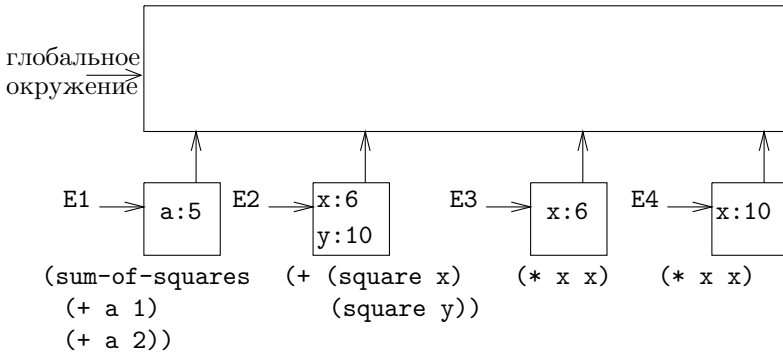 глобальное
окружение
E1
a:5
E2
x:6
y:10
E3
x:6
E4
x:10
(sum-of-squares
(+ a 1)
(+ a 2))
(+ (square x)
(square y))
(* x x)
(* x x)